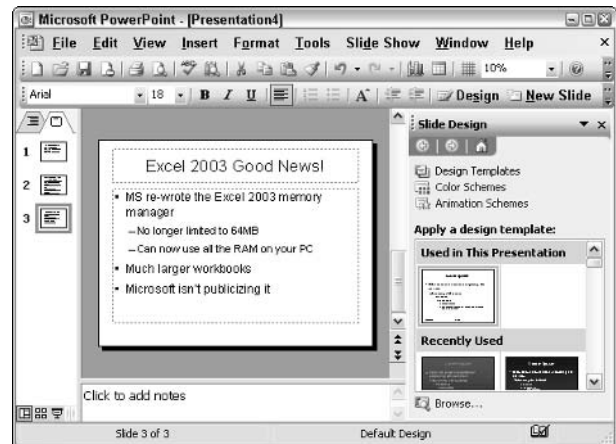 Microsoft PowerPoint - [Presentation4]
File Edit View Insert Format Tools Slide Show Window Help
10%
Arial 18 B I U A Design New Slide
Slide Design
1
2
3
Excel 2003 Good News!
MS re-wrote the Excel 2003 memory
manager
–No longer limited to 64MB
–Can now use all the RAM on your PC
Much larger workbooks
Microsoft isn't publicizing it
Click to add notes
Design Templates
Color Schemes
Animation Schemes
Apply a design template:
Used in This Presentation
Recently Used
Browse...
Slide 3 of 3 Default Design